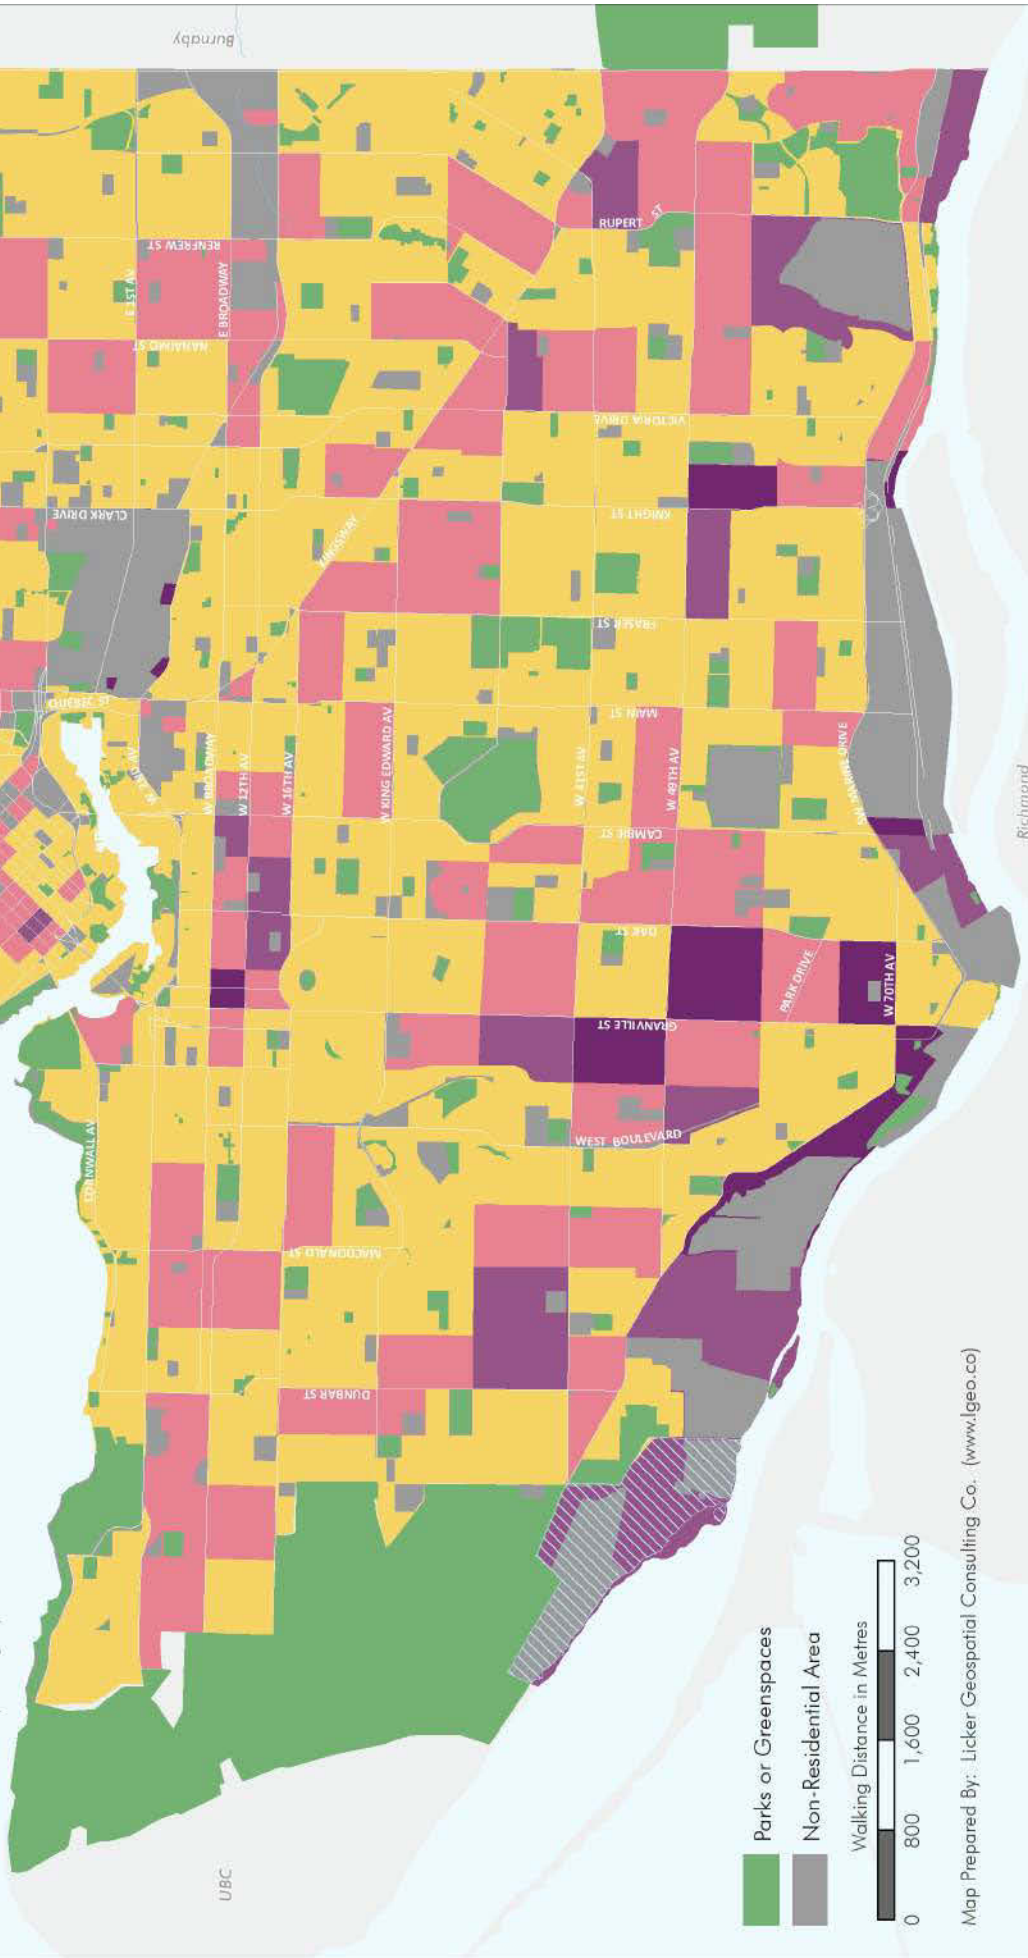 Burnaby
RUPERT ST
RENFREW ST
E 1ST AV
E BROADWAY
NANAIMO ST
VICTORIA DRIVE
CLARK DRIVE
KNIGHT ST
KINGSWAY
FRASER ST
QUEBEC ST
MAIN ST
W 2ND AV
W BROADWAY
W 12TH AV
W 16TH AV
W KING EDWARD AV
W 41ST AV
W 49TH AV
SW MARINE DRIVE
Richmond
CAMBIE ST
OAK ST
PARK DRIVE
W 70TH AV
GRANVILLE ST
WEST BOULEVARD
CORNWALL AV
MACDONALD ST
DUNBAR ST
UBC
Parks or Greenspaces
Non-Residential Area
Walking Distance in Metres
0 800 1,600 2,400 3,200
Map Prepared By: Licker Geospatial Consulting Co. (www.lgeo.co)